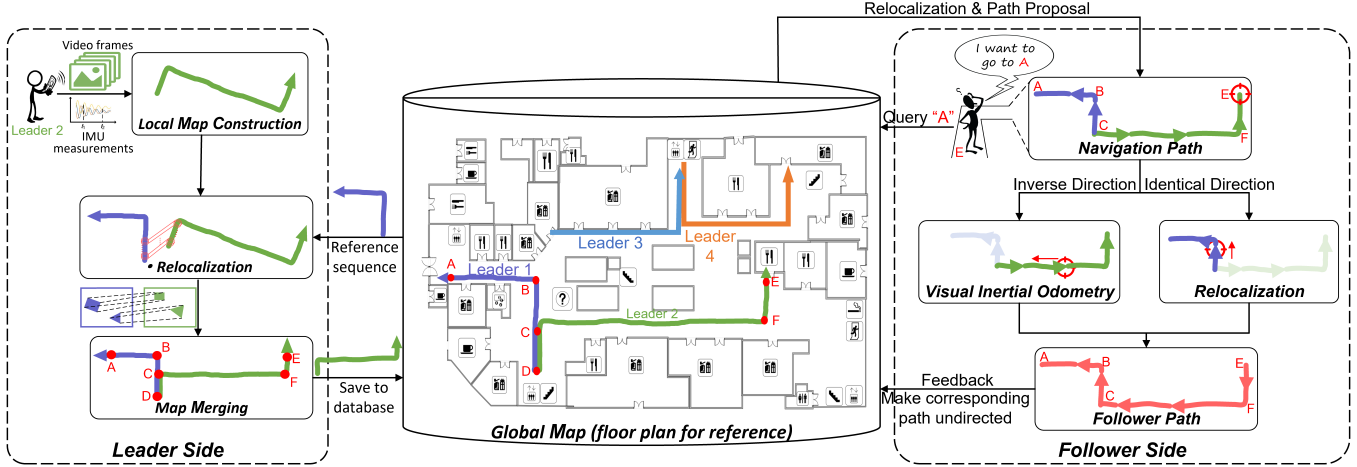 Relocalization & Path Proposal
Video frames
Leader 2
IMU
measurements
Local Map Construction
Relocalization
Reference
sequence
A
B
C
D
E
F
Map Merging
Save to
database
Leader Side
Leader 3
Leader
4
A
Leader 1
B
?
C
Leader 2
D
E
F
Global Map (floor plan for reference)
I want to
go to A
Query "A"
E
A
B
C
E
F
Navigation Path
Inverse Direction
Identical Direction
Visual Inertial Odometry
Relocalization
Feedback
Make corresponding
path undirected
A
B
C
E
F
Follower Path
Follower Side